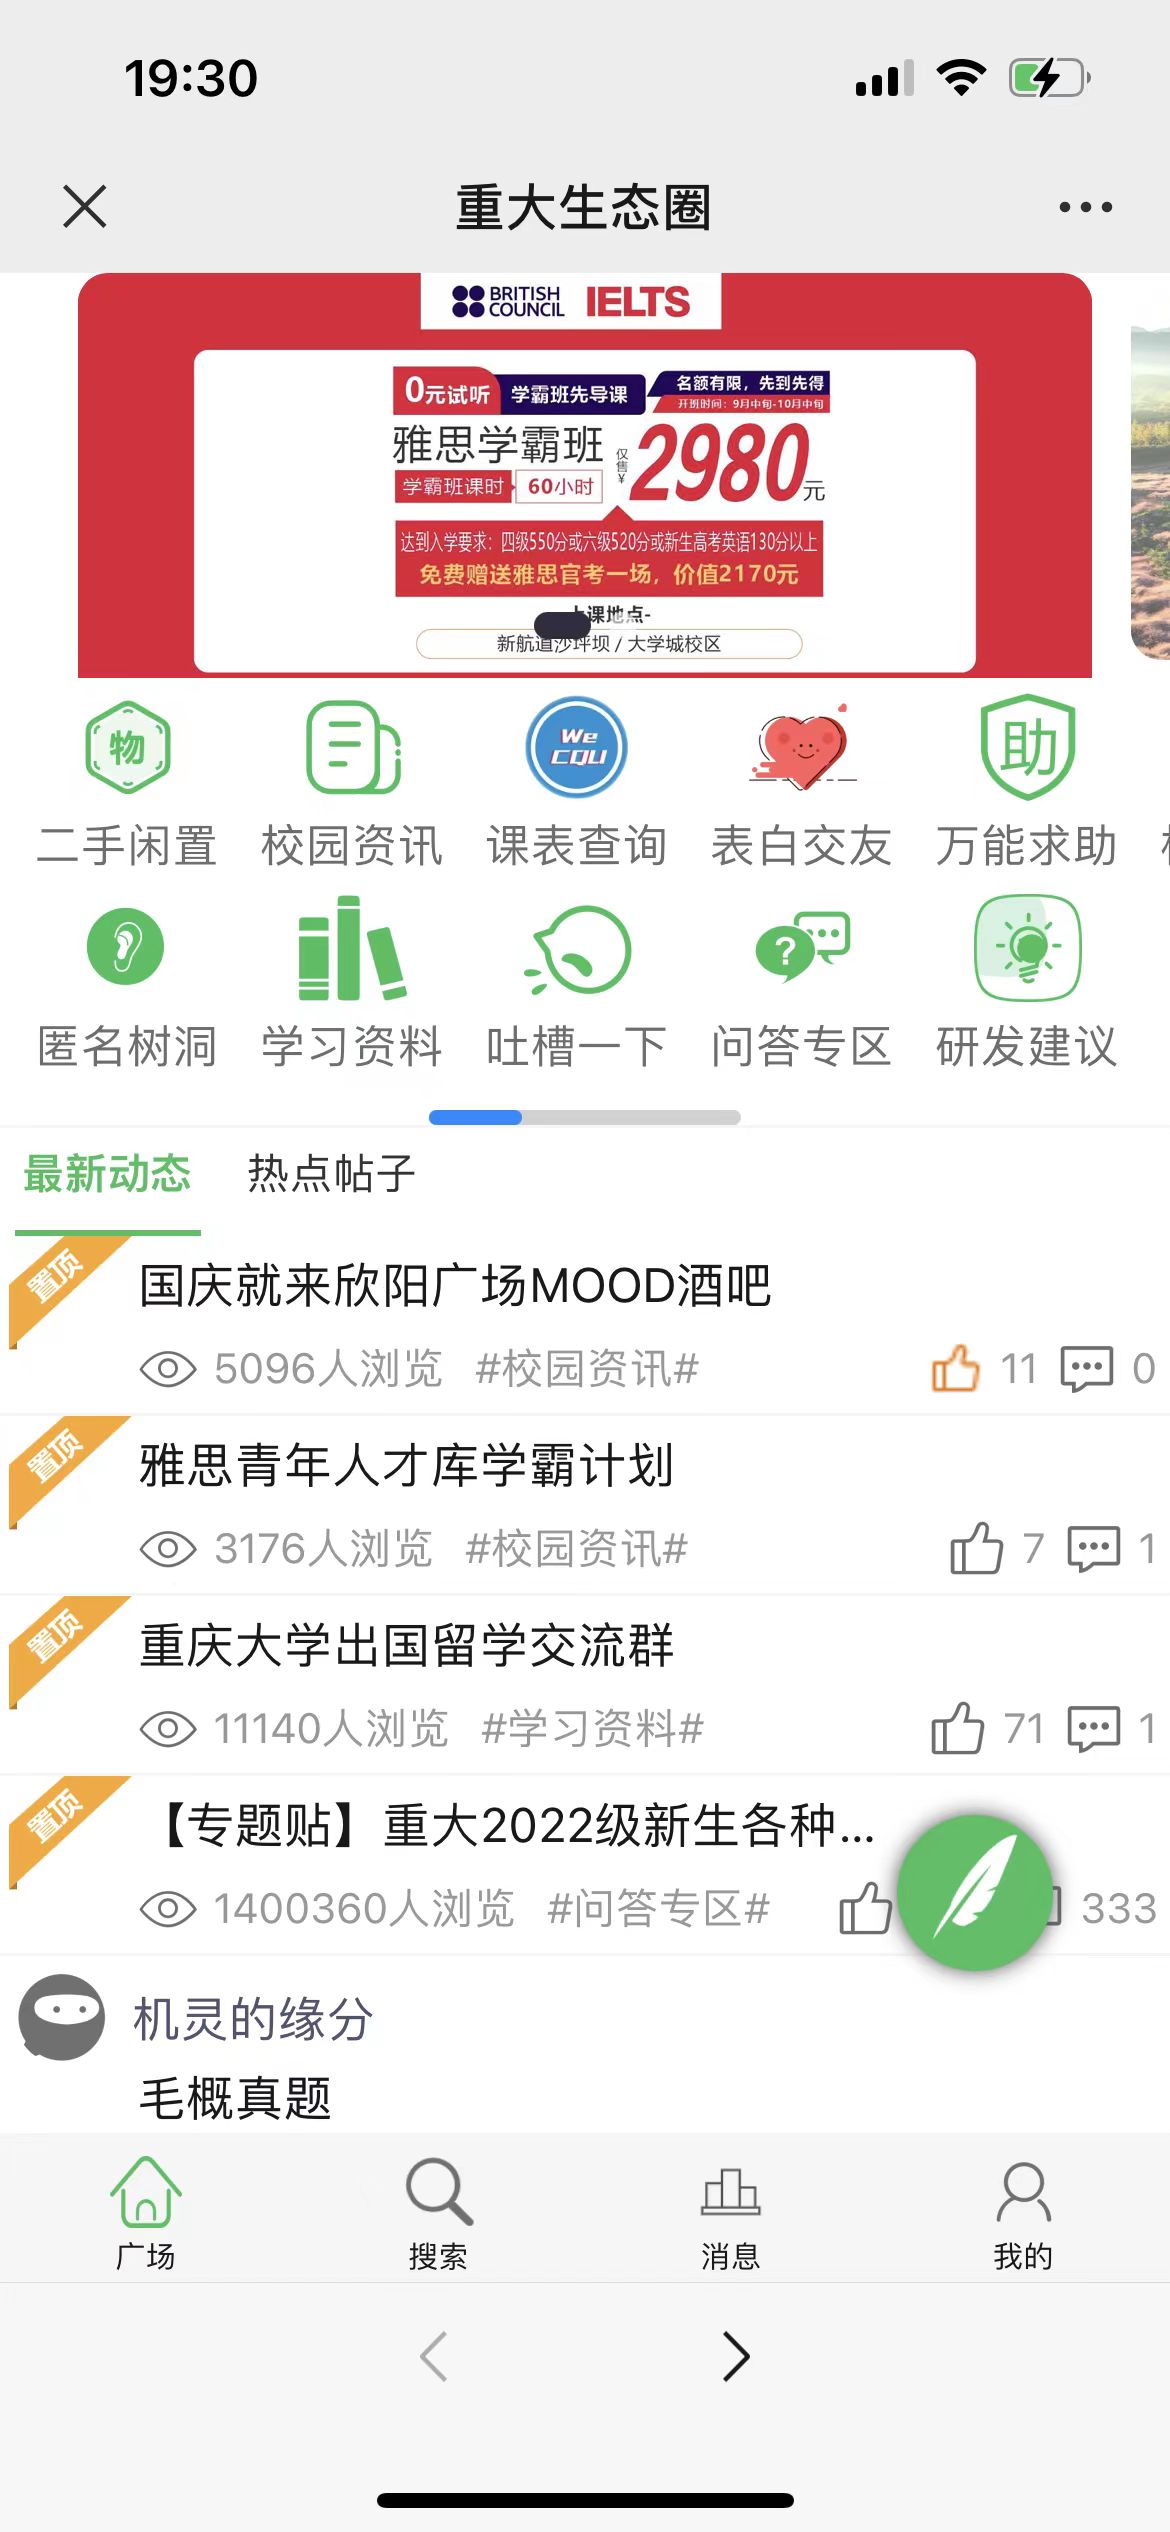 19:30
重大生态圈
BRITISH COUNCIL IELTS
0元试听 学霸班先导课 名额有限，先到先得
开班时间：9月中旬-10月中旬
雅思学霸班 仅售¥ 2980元
学霸班课时 60小时
达到入学要求：四级550分或六级520分或新生高考英语130分以上
免费赠送雅思官考一场，价值2170元
上课地点-
新航道沙坪坝 / 大学城校区
物 We CQU 助
二手闲置 校园资讯 课表查询 表白交友 万能求助
?
匿名树洞 学习资料 吐槽一下 问答专区 研发建议
最新动态 热点帖子
置顶 国庆就来欣阳广场MOOD酒吧
5096人浏览 #校园资讯# 11 0
置顶 雅思青年人才库学霸计划
3176人浏览 #校园资讯# 7 1
置顶 重庆大学出国留学交流群
11140人浏览 #学习资料# 71 1
置顶 【专题贴】重大2022级新生各种...
1400360人浏览 #问答专区# 333
机灵的缘分
毛概真题
广场 搜索 消息 我的